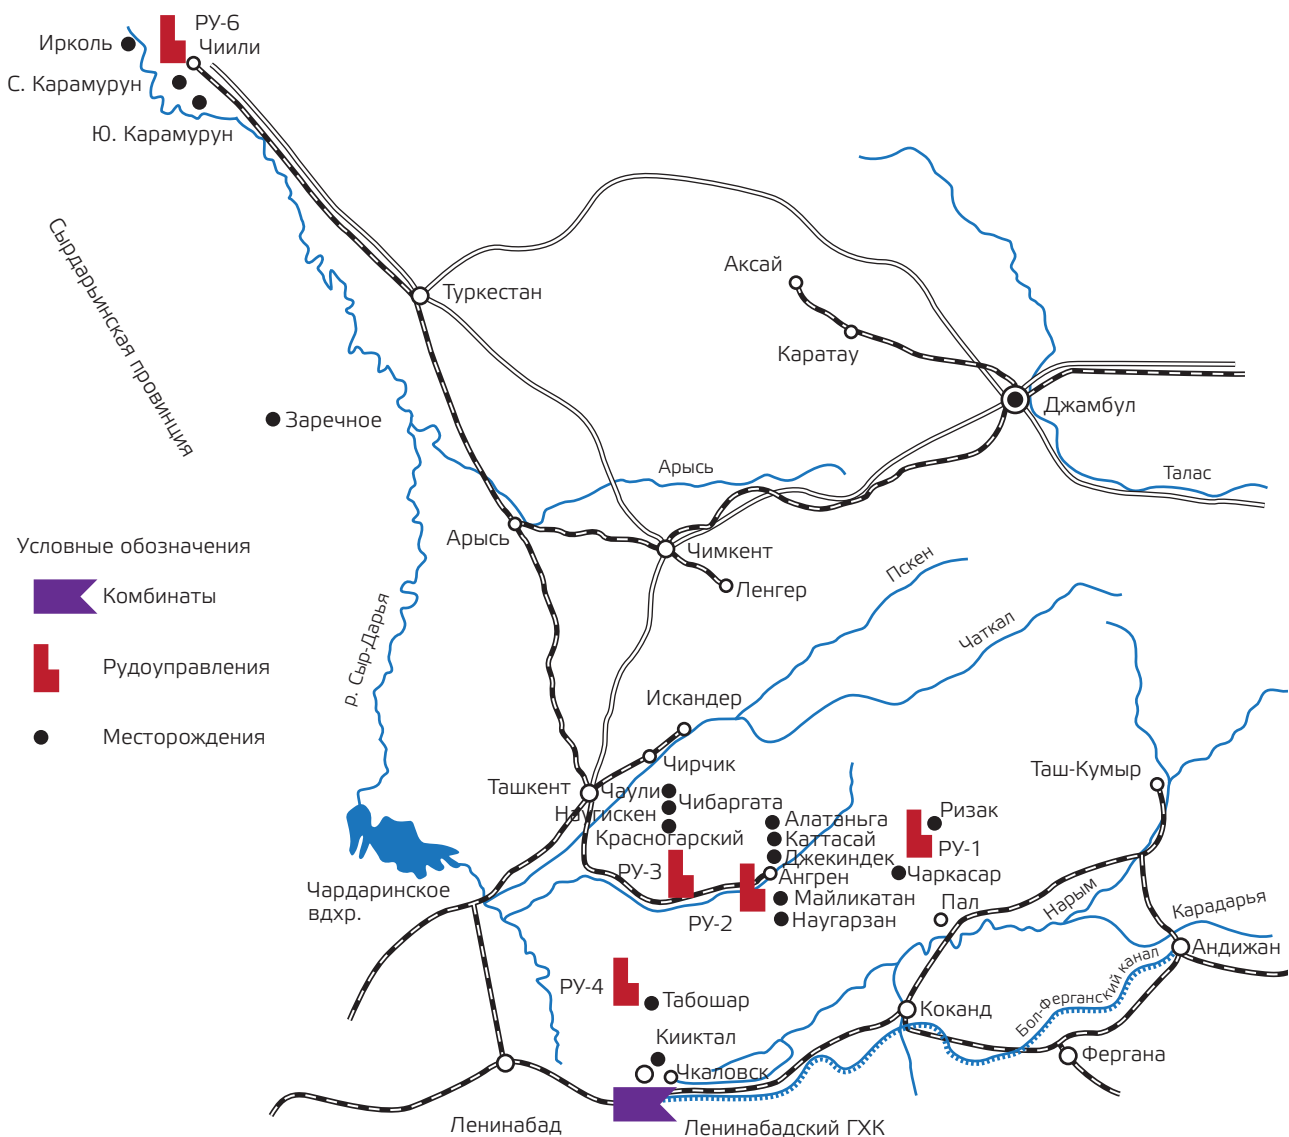 РУ-6
Ирколь
Чиили
С. Карамурун
Ю. Карамурун
Сырдарьинская провинция
Туркестан
Аксай
Каратау
Джамбул
Заречное
Арысь
Талас
Арысь
Чимкент
Ленгер
Пскен
Чаткал
Условные обозначения
Комбинаты
Рудоуправления
Месторождения
р. Сыр-Дарья
Искандер
Чирчик
Таш-Кумыр
Ташкент
Чаули
Чибаргата
Наугискен
Красногарский
Алатаньга
Каттасай
Джекиндек
Ангрен
Ризак
РУ-1
РУ-3
Чаркасар
Чардаринское
вдхр.
РУ-2
Майликатан
Наугарзан
Пал
Нарым
Карадарья
Андижан
РУ-4
Табошар
Коканд
Бол-Ферганский канал
Кииктал
Чкаловск
Фергана
Ленинабад
Ленинабадский ГХК